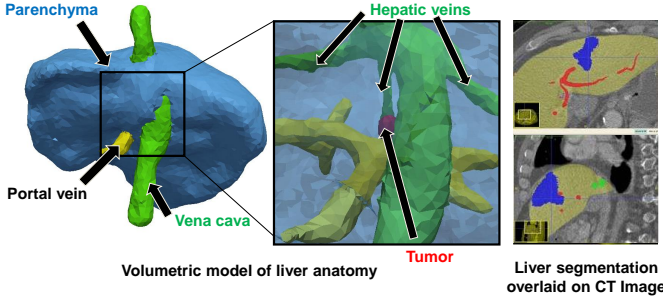 Parenchyma
Hepatic veins
Portal vein
Vena cava
Tumor
Volumetric model of liver anatomy
Liver segmentation
overlaid on CT Image